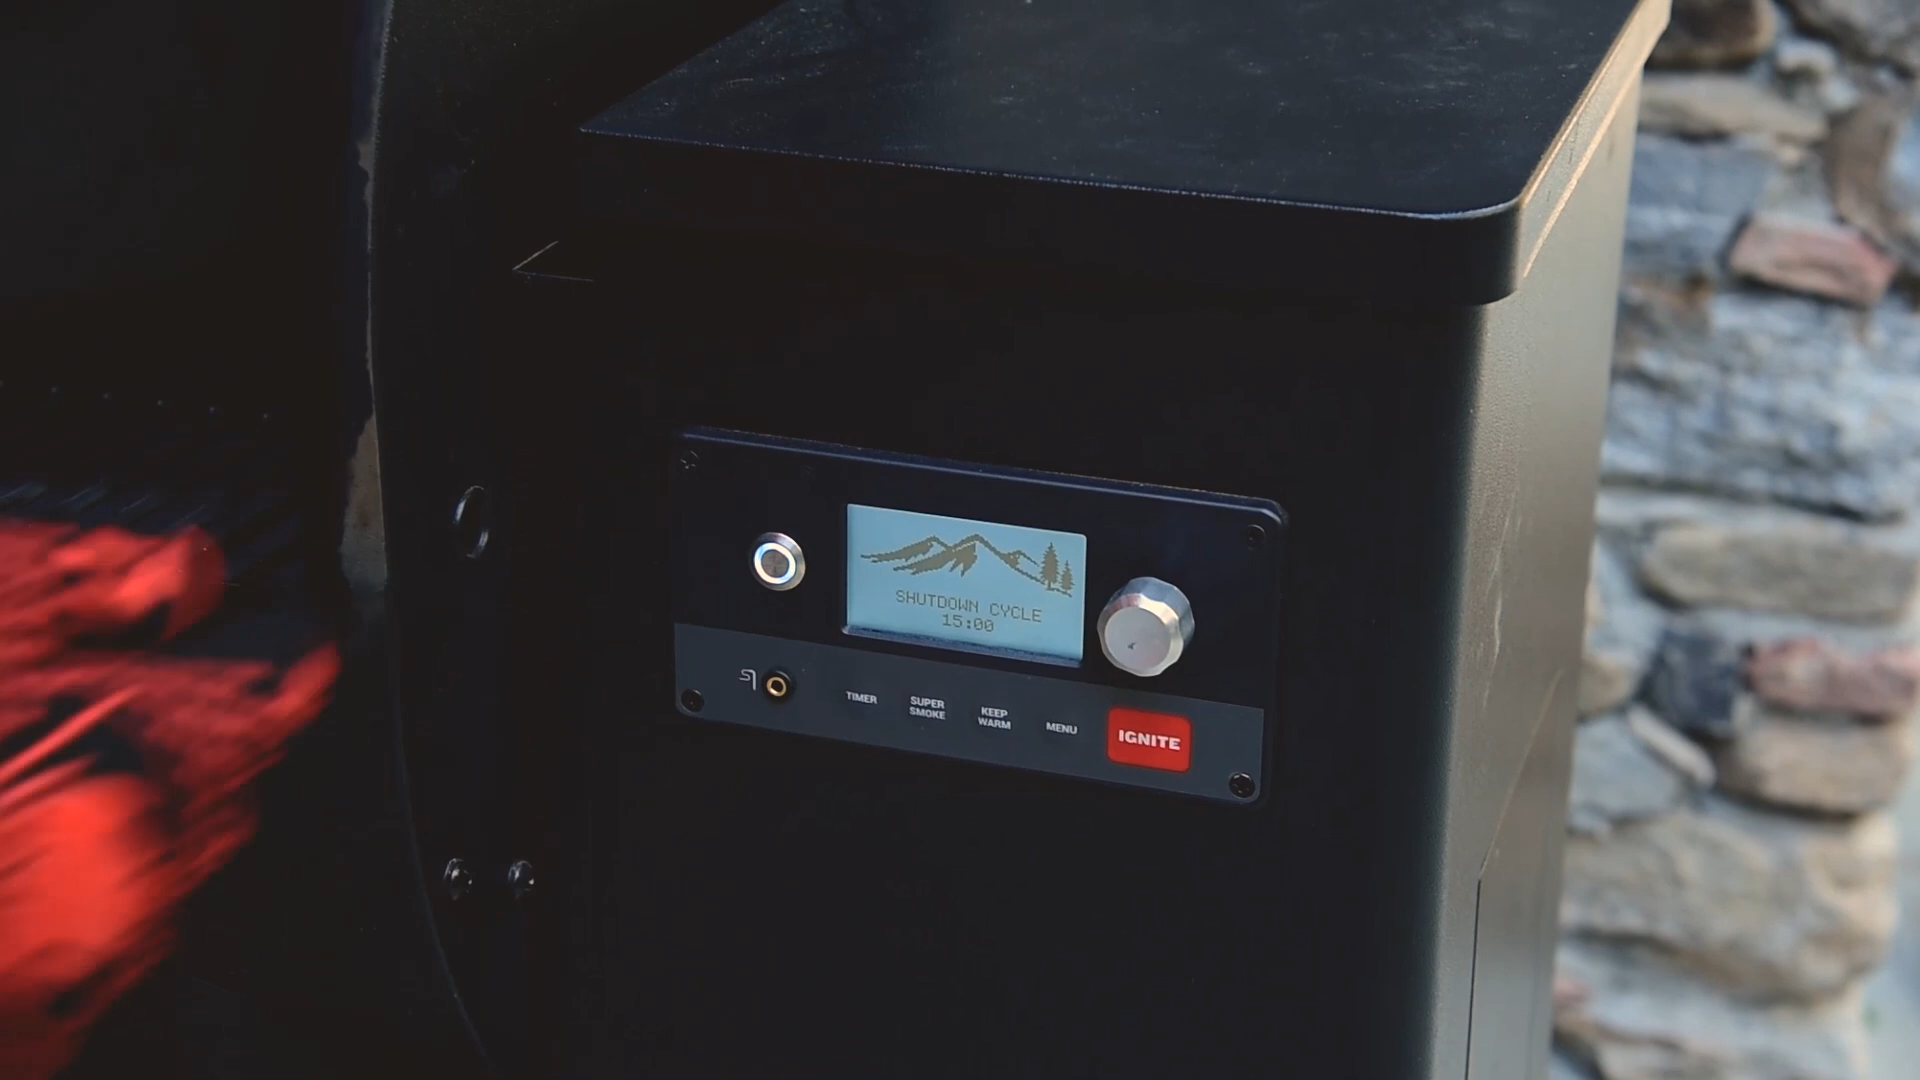 SHUTDOWN CYCLE
15:00
TIMER
SUPER
SMOKE
KEEP
WARM
MENU
IGNITE